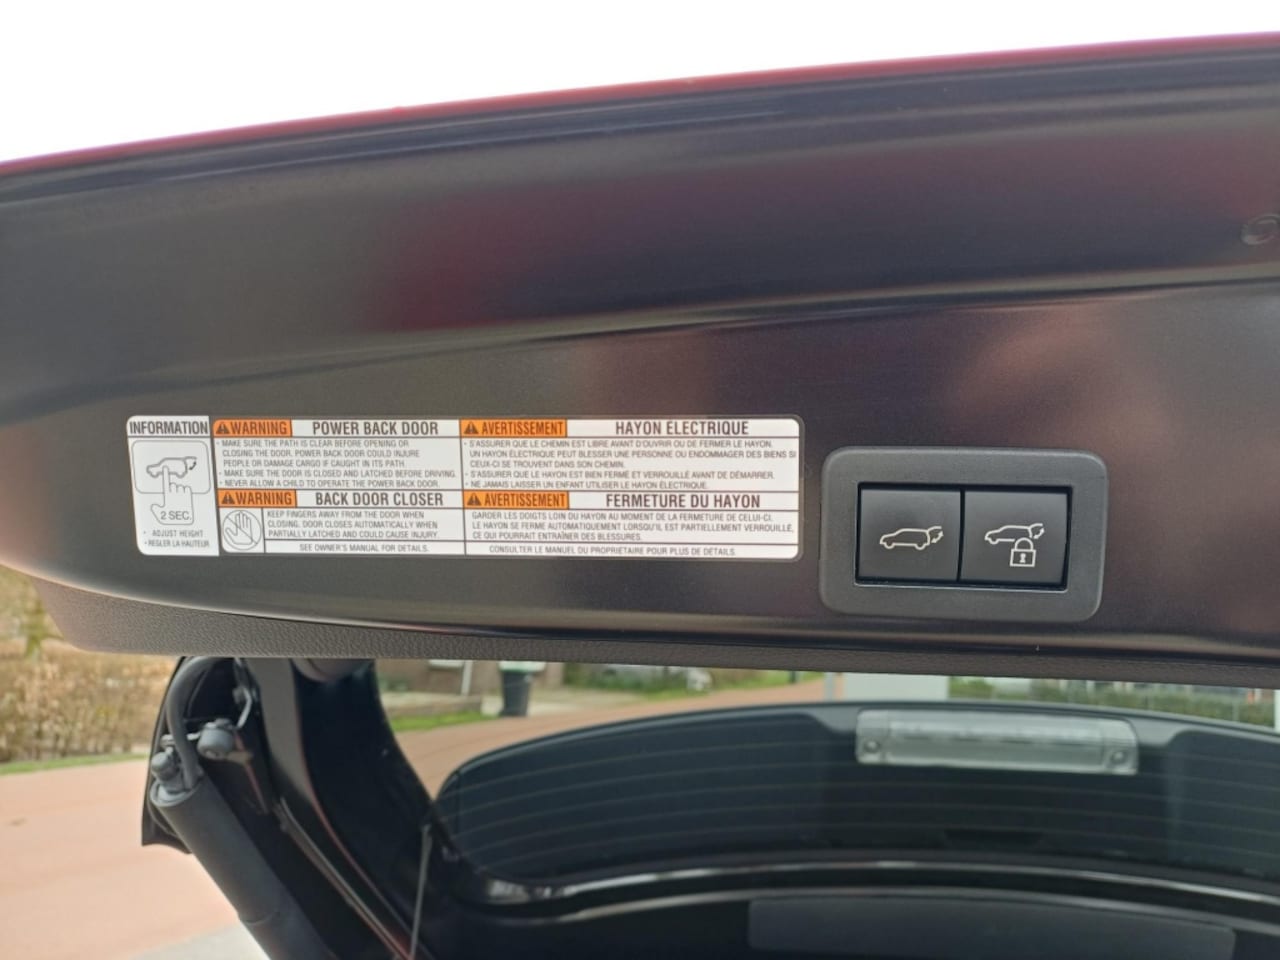 INFORMATION
2 SEC.
• ADJUST HEIGHT
• REGLER LA HAUTEUR
WARNING POWER BACK DOOR
• MAKE SURE THE PATH IS CLEAR BEFORE OPENING OR
CLOSING THE DOOR. POWER BACK DOOR COULD INJURE
PEOPLE OR DAMAGE CARGO IF CAUGHT IN ITS PATH.
• MAKE SURE THE DOOR IS CLOSED AND LATCHED BEFORE DRIVING.
• NEVER ALLOW A CHILD TO OPERATE THE POWER BACK DOOR.
WARNING BACK DOOR CLOSER
KEEP FINGERS AWAY FROM THE DOOR WHEN
CLOSING. DOOR CLOSES AUTOMATICALLY WHEN
PARTIALLY LATCHED AND COULD CAUSE INJURY.
SEE OWNER'S MANUAL FOR DETAILS.
AVERTISSEMENT HAYON ÉLECTRIQUE
• S'ASSURER QUE LE CHEMIN EST LIBRE AVANT D'OUVRIR OU DE FERMER LE HAYON.
UN HAYON ÉLECTRIQUE PEUT BLESSER UNE PERSONNE OU ENDOMMAGER DES BIENS SI
CEUX-CI SE TROUVENT DANS SON CHEMIN.
• S'ASSURER QUE LE HAYON EST BIEN FERMÉ ET VERROUILLÉ AVANT DE DÉMARRER.
• NE JAMAIS LAISSER UN ENFANT UTILISER LE HAYON ÉLECTRIQUE.
AVERTISSEMENT FERMETURE DU HAYON
GARDER LES DOIGTS LOIN DU HAYON AU MOMENT DE LA FERMETURE DE CELUI-CI.
LE HAYON SE FERME AUTOMATIQUEMENT LORSQU'IL EST PARTIELLEMENT VERROUILLÉ,
CE QUI POURRAIT ENTRAÎNER DES BLESSURES.
CONSULTER LE MANUEL DU PROPRIÉTAIRE POUR PLUS DE DÉTAILS.